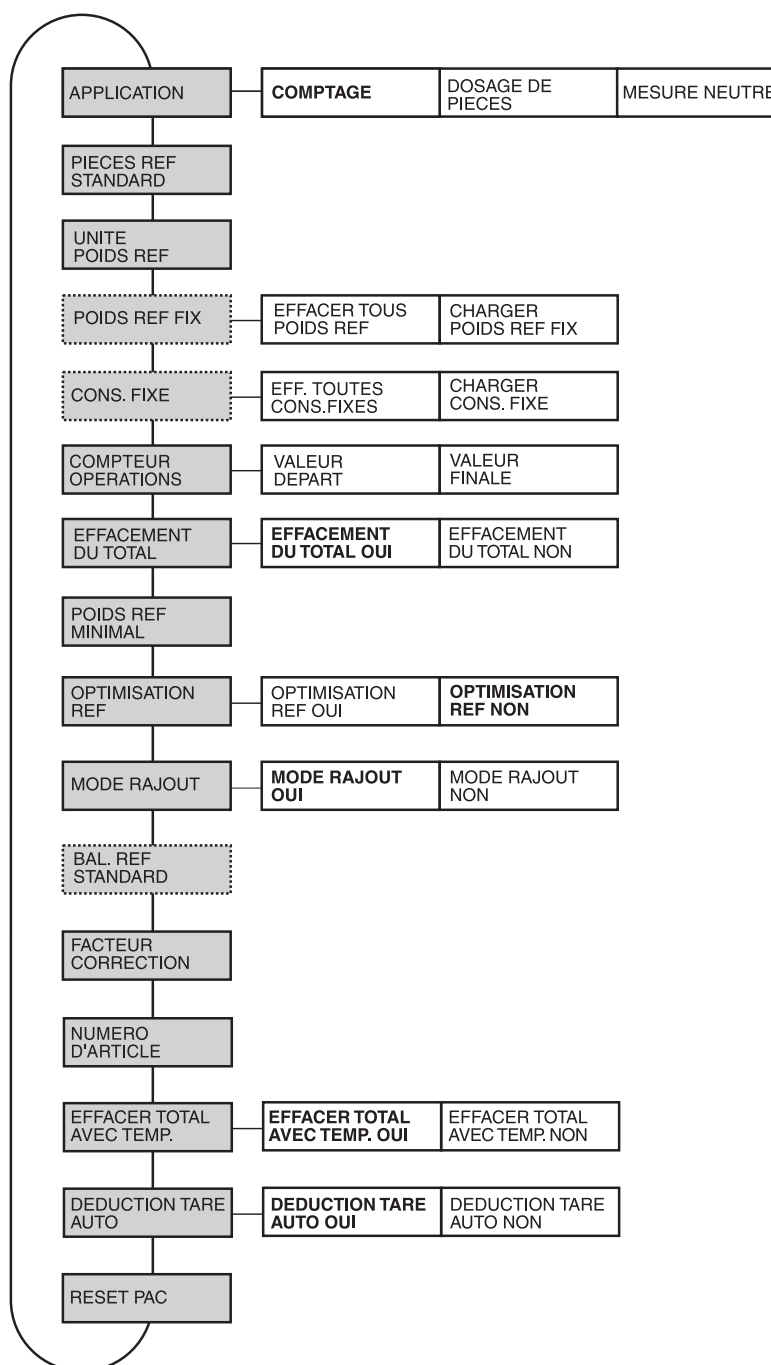 APPLICATION
COMPTAGE
DOSAGE DE
PIECES
MESURE NEUTRE
PIECES REF
STANDARD
UNITE
POIDS REF
POIDS REF FIX
EFFACER TOUS
POIDS REF
CHARGER
POIDS REF FIX
CONS. FIXE
EFF. TOUTES
CONS.FIXES
CHARGER
CONS. FIXE
COMPTEUR
OPERATIONS
VALEUR
DEPART
VALEUR
FINALE
EFFACEMENT
DU TOTAL
EFFACEMENT
DU TOTAL OUI
EFFACEMENT
DU TOTAL NON
POIDS REF
MINIMAL
OPTIMISATION
REF
OPTIMISATION
REF OUI
OPTIMISATION
REF NON
MODE RAJOUT
MODE RAJOUT
OUI
MODE RAJOUT
NON
BAL. REF
STANDARD
FACTEUR
CORRECTION
NUMERO
D'ARTICLE
EFFACER TOTAL
AVEC TEMP.
EFFACER TOTAL
AVEC TEMP. OUI
EFFACER TOTAL
AVEC TEMP. NON
DEDUCTION TARE
AUTO
DEDUCTION TARE
AUTO OUI
DEDUCTION TARE
AUTO NON
RESET PAC